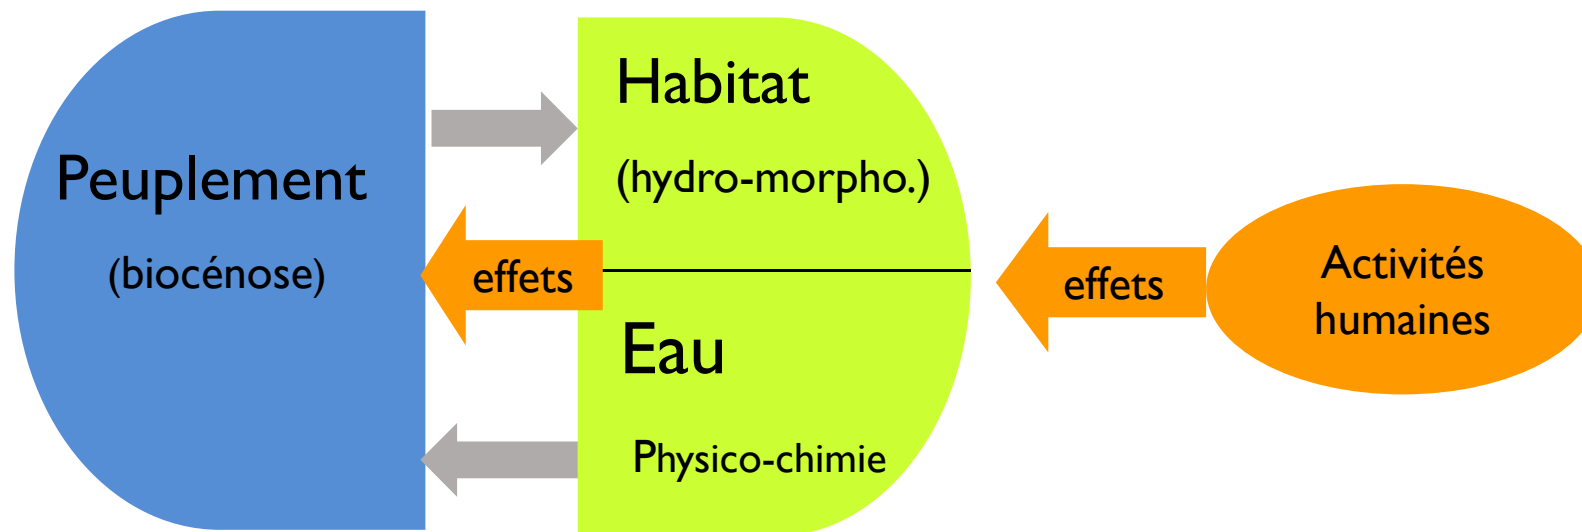 Peuplement
(biocénose)
effets
Habitat
(hydro-morpho.)
Eau
Physico-chimie
effets
Activités
humaines